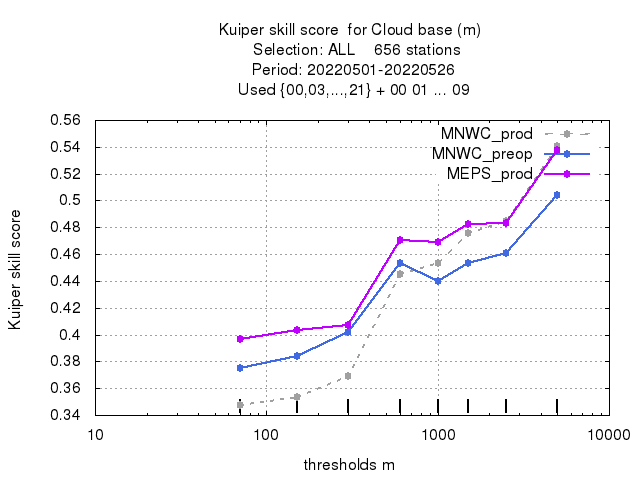 Kuiper skill score  for Cloud base (m)
Selection: ALL    656 stations
Period: 20220501-20220526
Used {00,03,...,21} + 00 01 ... 09
MNWC_prod
MNWC_preop
MEPS_prod
Kuiper skill score
0.56
0.54
0.52
0.5
0.48
0.46
0.44
0.42
0.4
0.38
0.36
0.34
10 100 1000 10000
thresholds m